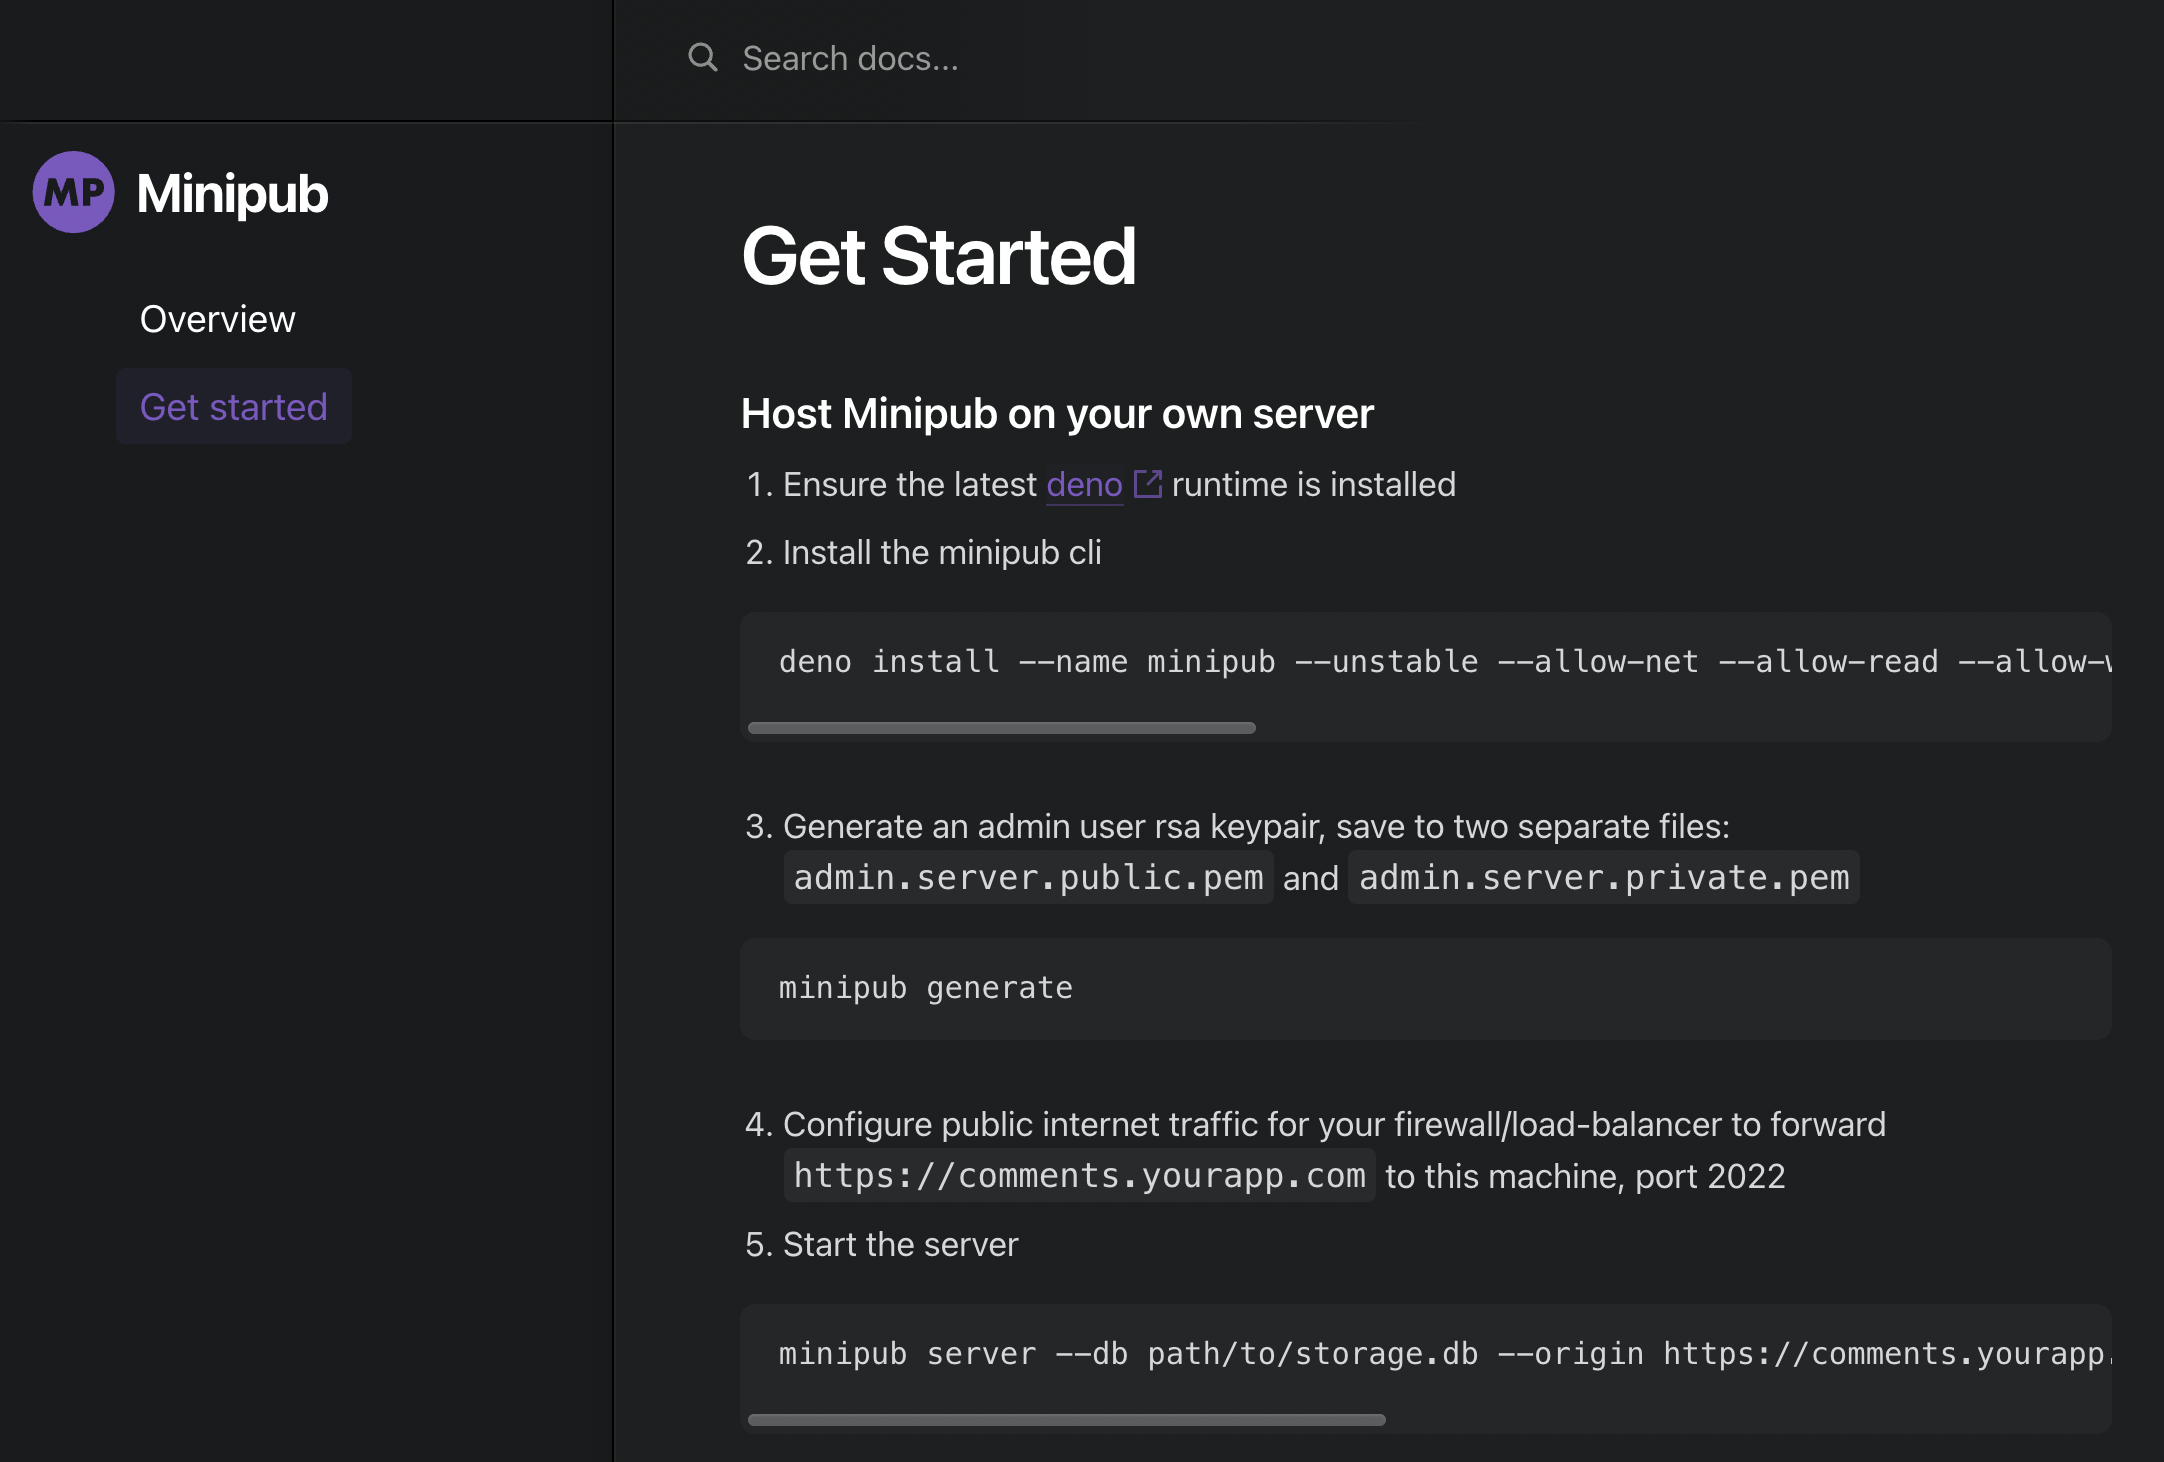 Search docs...
MP Minipub
Overview
Get started
Get Started
Host Minipub on your own server
1. Ensure the latest deno runtime is installed
2. Install the minipub cli
deno install --name minipub --unstable --allow-net --allow-read
3. Generate an admin user rsa keypair, save to two separate files:
admin.server.public.pem and admin.server.private.pem
minipub generate
4. Configure public internet traffic for your firewall/load-balancer to forward
https://comments.yourapp.com to this machine, port 2022
5. Start the server
minipub server --db path/to/storage.db --origin https://comments.yourapp.